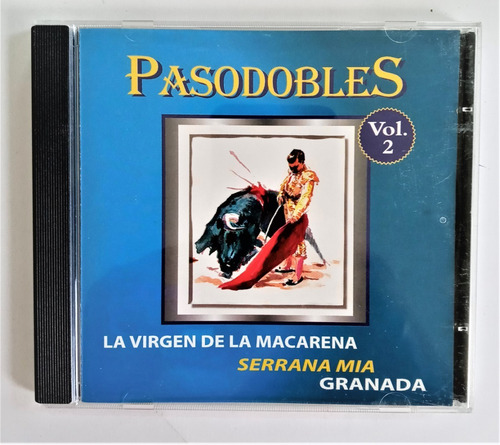 PASODOBLES
Vol.
2
LA VIRGEN DE LA MACARENA
SERRANA MIA
GRANADA